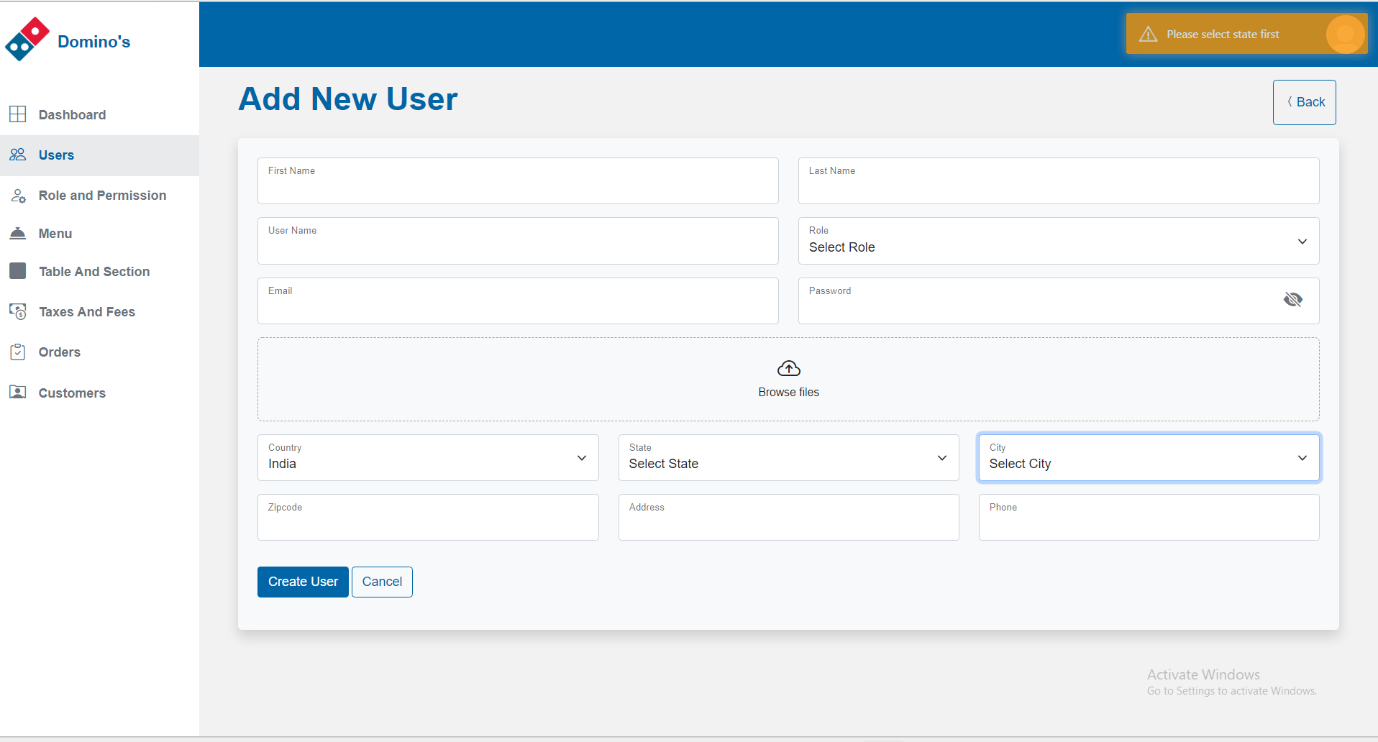 Domino's
Please select state first
Dashboard
Users
Role and Permission
Menu
Table And Section
Taxes And Fees
Orders
Customers
Add New User
Back
First Name
Last Name
User Name
Role
Select Role
Email
Password
Browse files
Country
India
State
Select State
City
Select City
Zipcode
Address
Phone
Create User
Cancel
Activate Windows
Go to Settings to activate Windows.